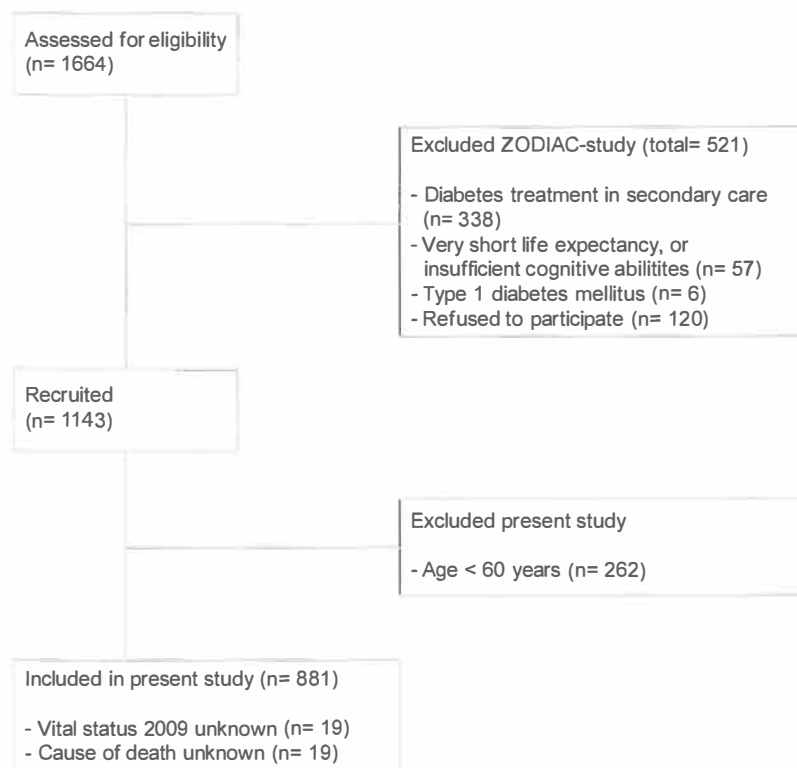 Assessed for eligibility
(n= 1664)
Excluded ZODIAC-study (total= 521)
- Diabetes treatment in secondary care
(n= 338)
- Very short life expectancy, or
insufficient cognitive abilitites (n= 57)
- Type 1 diabetes mellitus (n= 6)
- Refused to participate (n= 120)
Recruited
(n= 1143)
Excluded present study
- Age < 60 years (n= 262)
Included in present study (n= 881)
- Vital status 2009 unknown (n= 19)
- Cause of death unknown (n= 19)